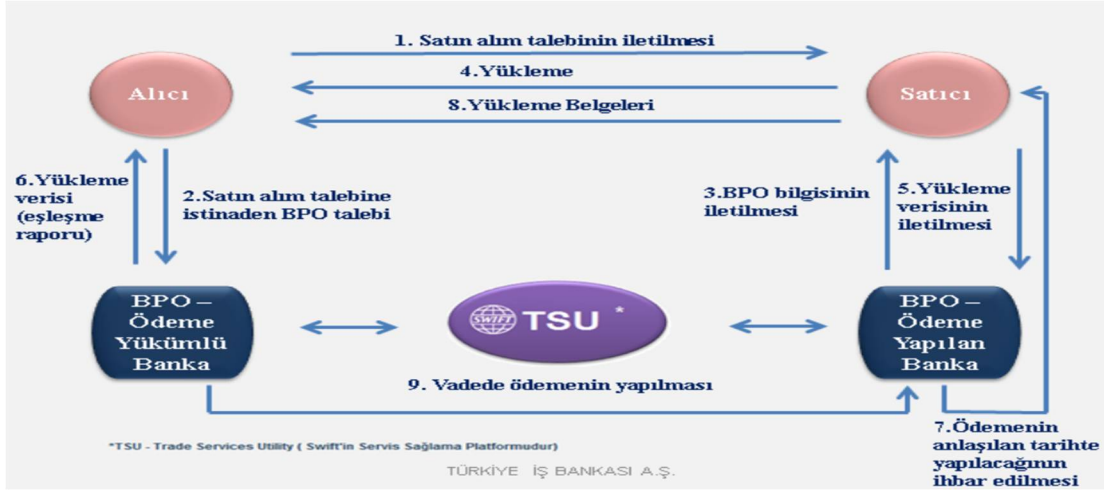 1. Satın alım talebinin iletilmesi
4.Yükleme
8.Yükleme Belgeleri
Alıcı
Satıcı
6.Yükleme
verisi
(eşleşme
raporu)
2.Satın alım talebine
istinaden BPO talebi
3.BPO bilgisinin
iletilmesi
5.Yükleme
verisinin
iletilmesi
BPO –
Ödeme
Yükümlü
Banka
SWIFT TSU *
BPO –
Ödeme
Yapılan
Banka
9. Vadede ödemenin yapılması
7.Ödemenin
anlaşılan tarihte
yapılacağının
ihbar edilmesi
*TSU - Trade Services Utility ( Swift'in Servis Sağlama Platformudur)
TÜRKİYE İŞ BANKASI A.Ş.